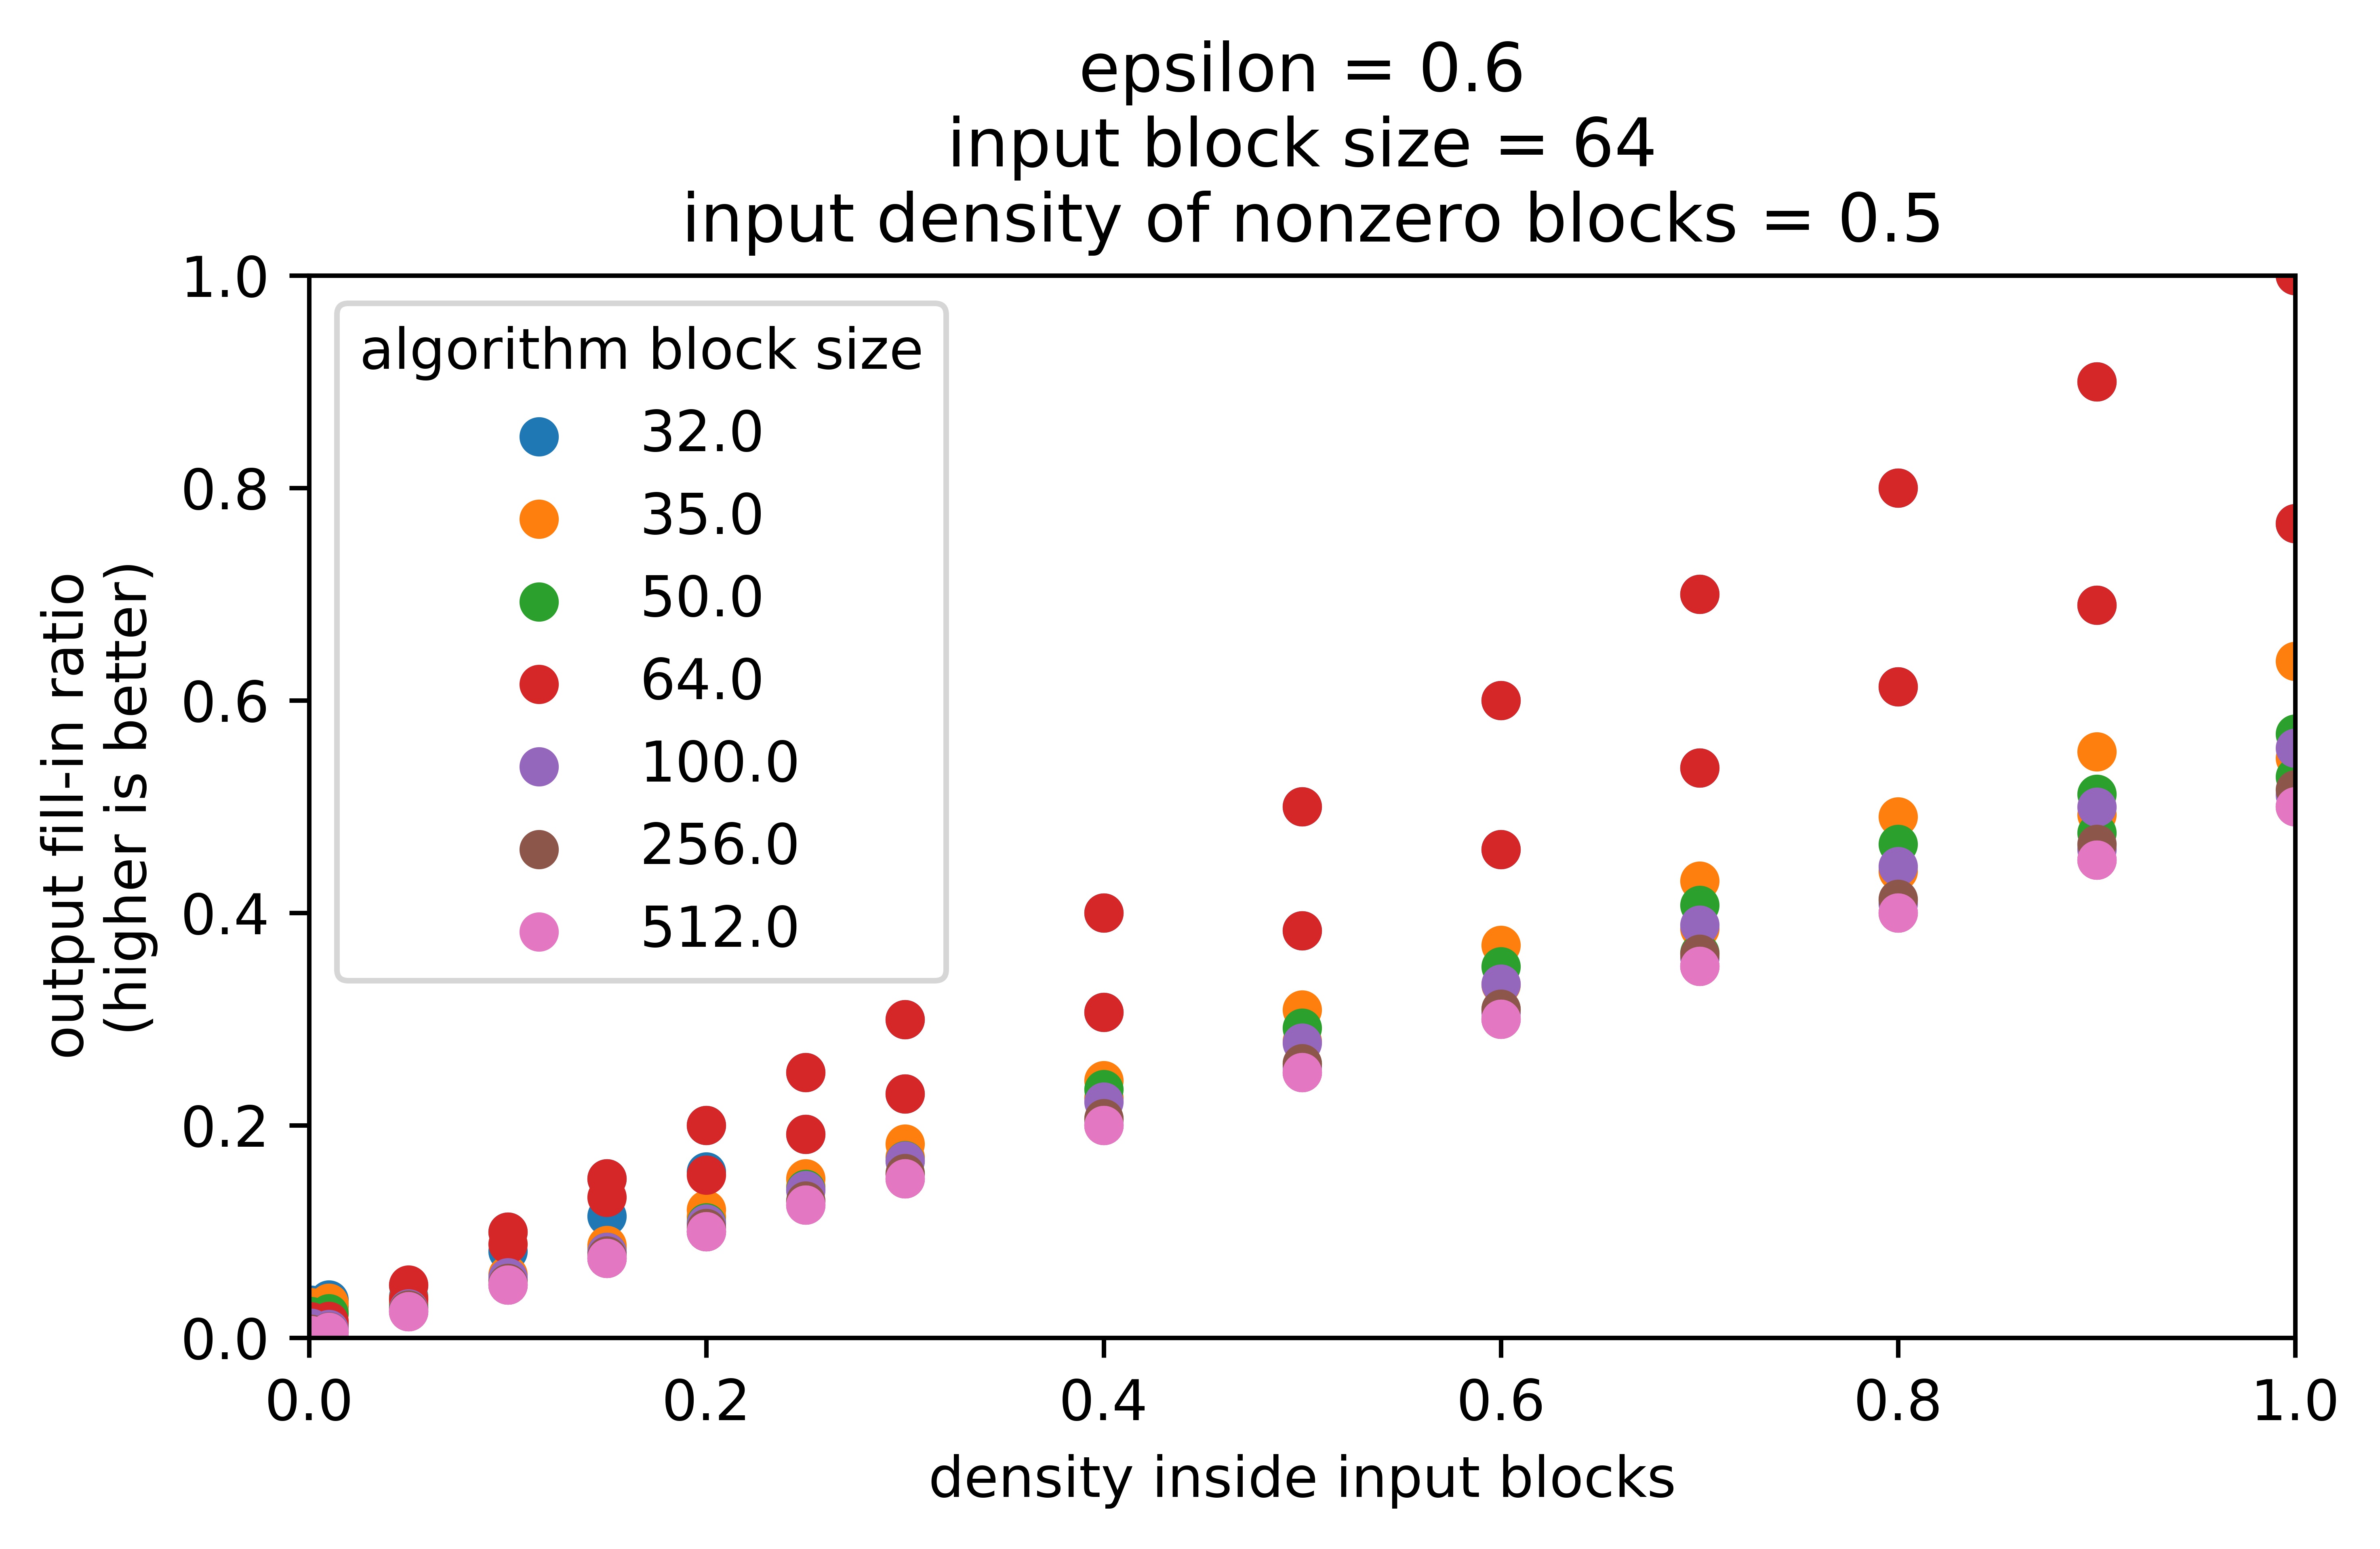 epsilon = 0.6
input block size = 64
input density of nonzero blocks = 0.5
1.0
0.8
0.6
0.4
0.2
0.0
output fill-in ratio
(higher is better)
algorithm block size
32.0
35.0
50.0
64.0
100.0
256.0
512.0
0.0 0.2 0.4 0.6 0.8 1.0
density inside input blocks